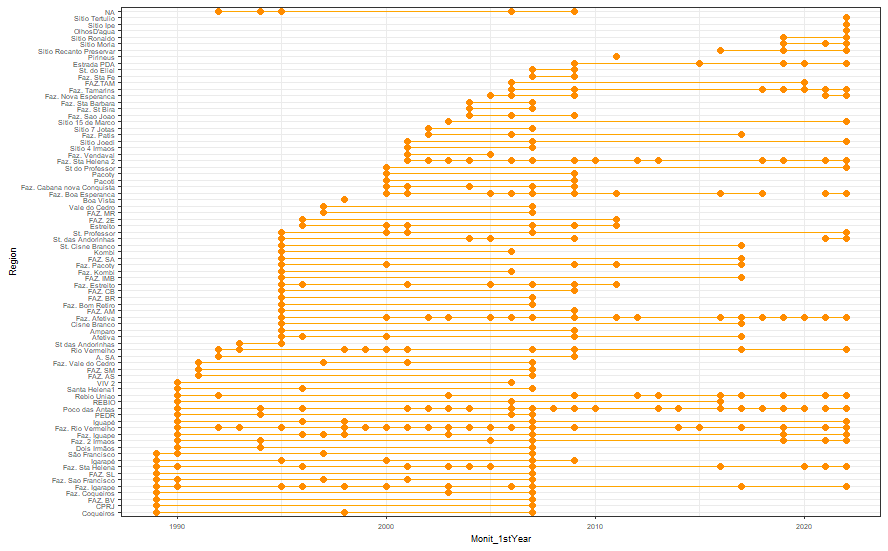 NA
Sitio Tertulio
Sitio Ipe
OlhosD'agua
Sitio Ronaldo
Sitio Moria
Sitio Recanto Preservar
Pirineus
Estrada PDA
St. do Eliel
Faz. Sta Fe
FAZ.TAM
Faz. Tamarins
Faz. Nova Esperanca
Faz. Sta Barbara
Faz. St Bira
Faz. Sao Joao
Sitio 15 de Marco
Sitio 7 Jotas
Faz. Patis
Sitio Joedi
Sitio 4 Irmaos
Faz. Vendaval
Faz. Sta Helena 2
St do Professor
Pacoty
Pacoti
Faz. Cabana nova Conquista
Faz. Boa Esperanca
Boa Vista
Vale do Cedro
FAZ. MR
FAZ. 2E
Estreito
St. Professor
St. das Andorinhas
St. Cisne Branco
Kombi
FAZ. SA
Faz. Pacoty
Faz. Kombi
FAZ. IMB
Faz. Estreito
FAZ. CB
FAZ. BR
Faz. Bom Retiro
FAZ. AM
Faz. Afetiva
Cisne Branco
Amparo
Afetiva
St das Andorinhas
Rio Vermelho
A. SA
Faz. Vale do Cedro
FAZ. SM
FAZ. AS
VIV 2
Santa Helena1
Rebio Uniao
REBIO
Poco das Antas
PEDR
Iguapé
Faz. Rio Vermelho
Faz. Iguape
Faz. 2 Irmaos
Dois Irmãos
São Francisco
Igarapé
Faz. Sta Helena
FAZ. SL
Faz. Sao Francisco
Faz. Igarape
Faz. Coqueiros
FAZ. BV
CPRJ
Coqueiros
Region
1990
2000
2010
2020
Monit_1stYear